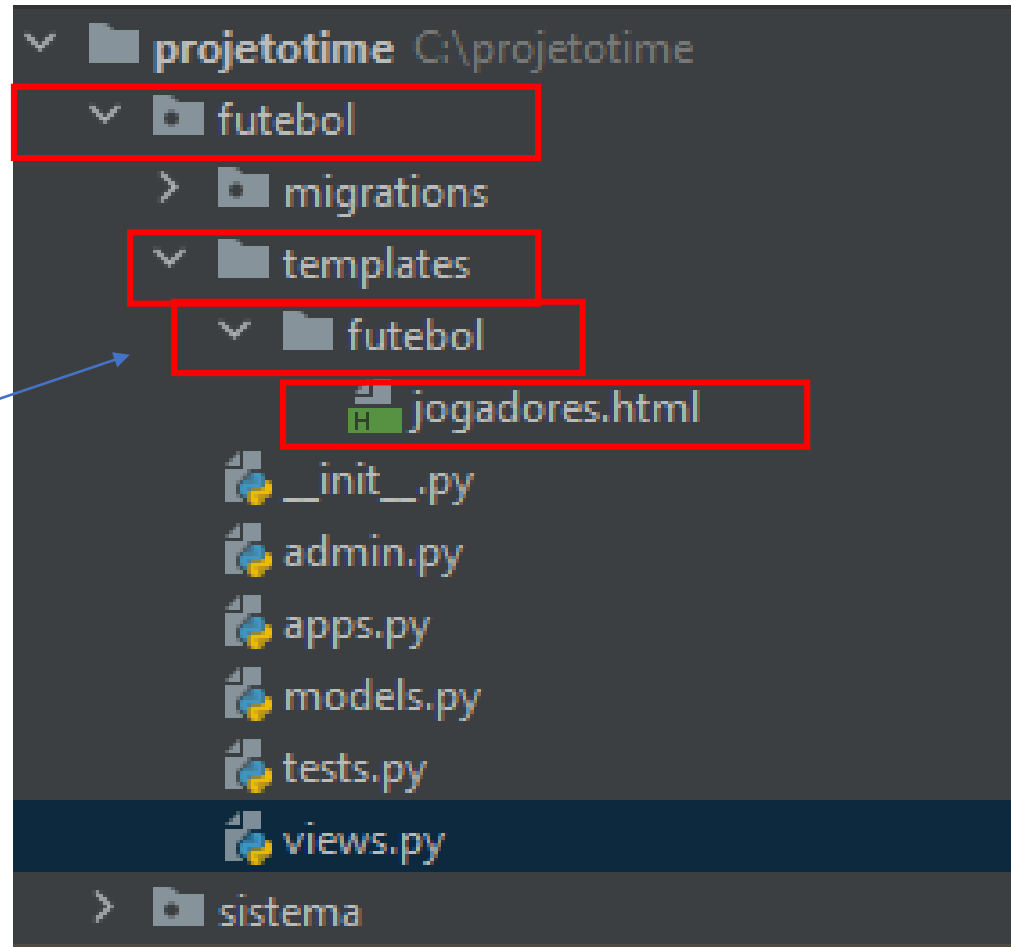 projetotime C:\projetotime
futebol
migrations
templates
futebol
H jogadores.html
__init__.py
admin.py
apps.py
models.py
tests.py
views.py
sistema